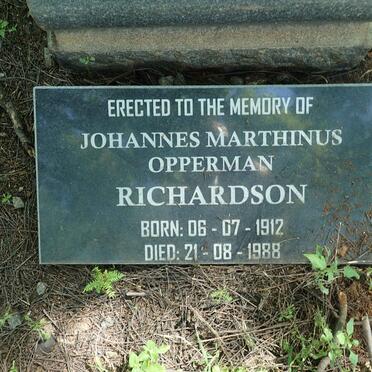 ERECTED TO THE MEMORY OF
JOHANNES MARTHINUS
OPPERMAN
RICHARDSON
BORN: 06 - 07 - 1912
DIED: 21 - 08 - 1988